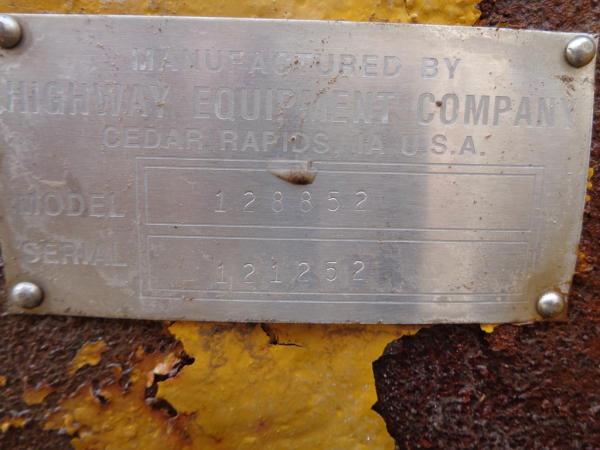 MANUFACTURED BY
HIGHWAY EQUIPMENT COMPANY
CEDAR RAPIDS, IA U.S.A.
MODEL 128852
SERIAL 121252